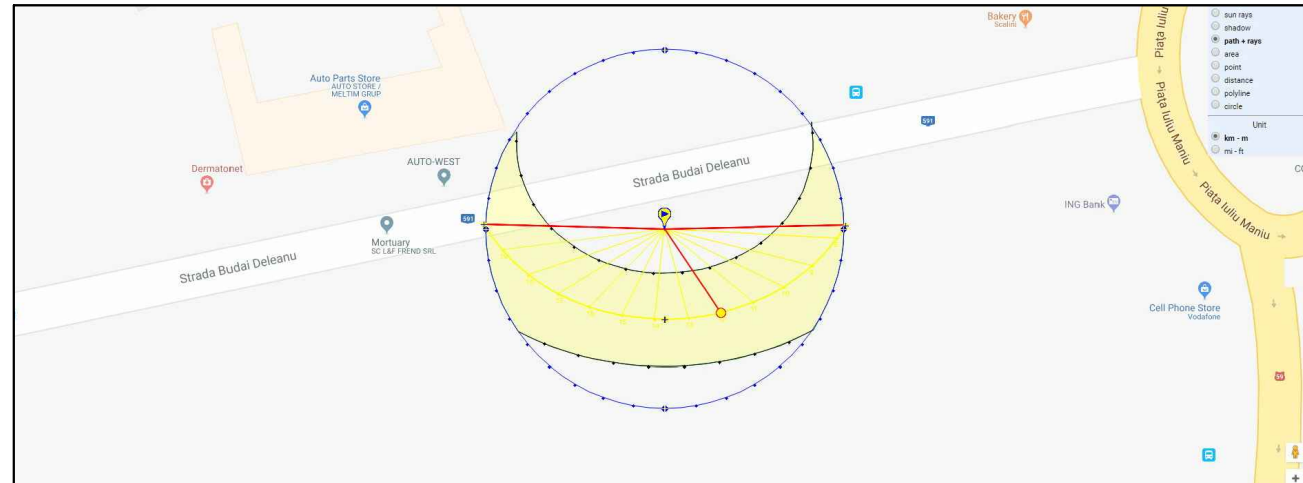 Bakery
Scalini
Piața Iuliu
Auto Parts Store
AUTO STORE /
MELTIM GRUP
591
Piața Iuliu Maniu
Dermatonet
AUTO-WEST
Strada Budai Deleanu
ING Bank
Piața Iuliu Maniu
591
Mortuary
SC L&F FREND SRL
Strada Budai Deleanu
Cell Phone Store
Vodafone
sun rays
shadow
path + rays
area
point
distance
polyline
circle
Unit
km - m
mi - ft
+